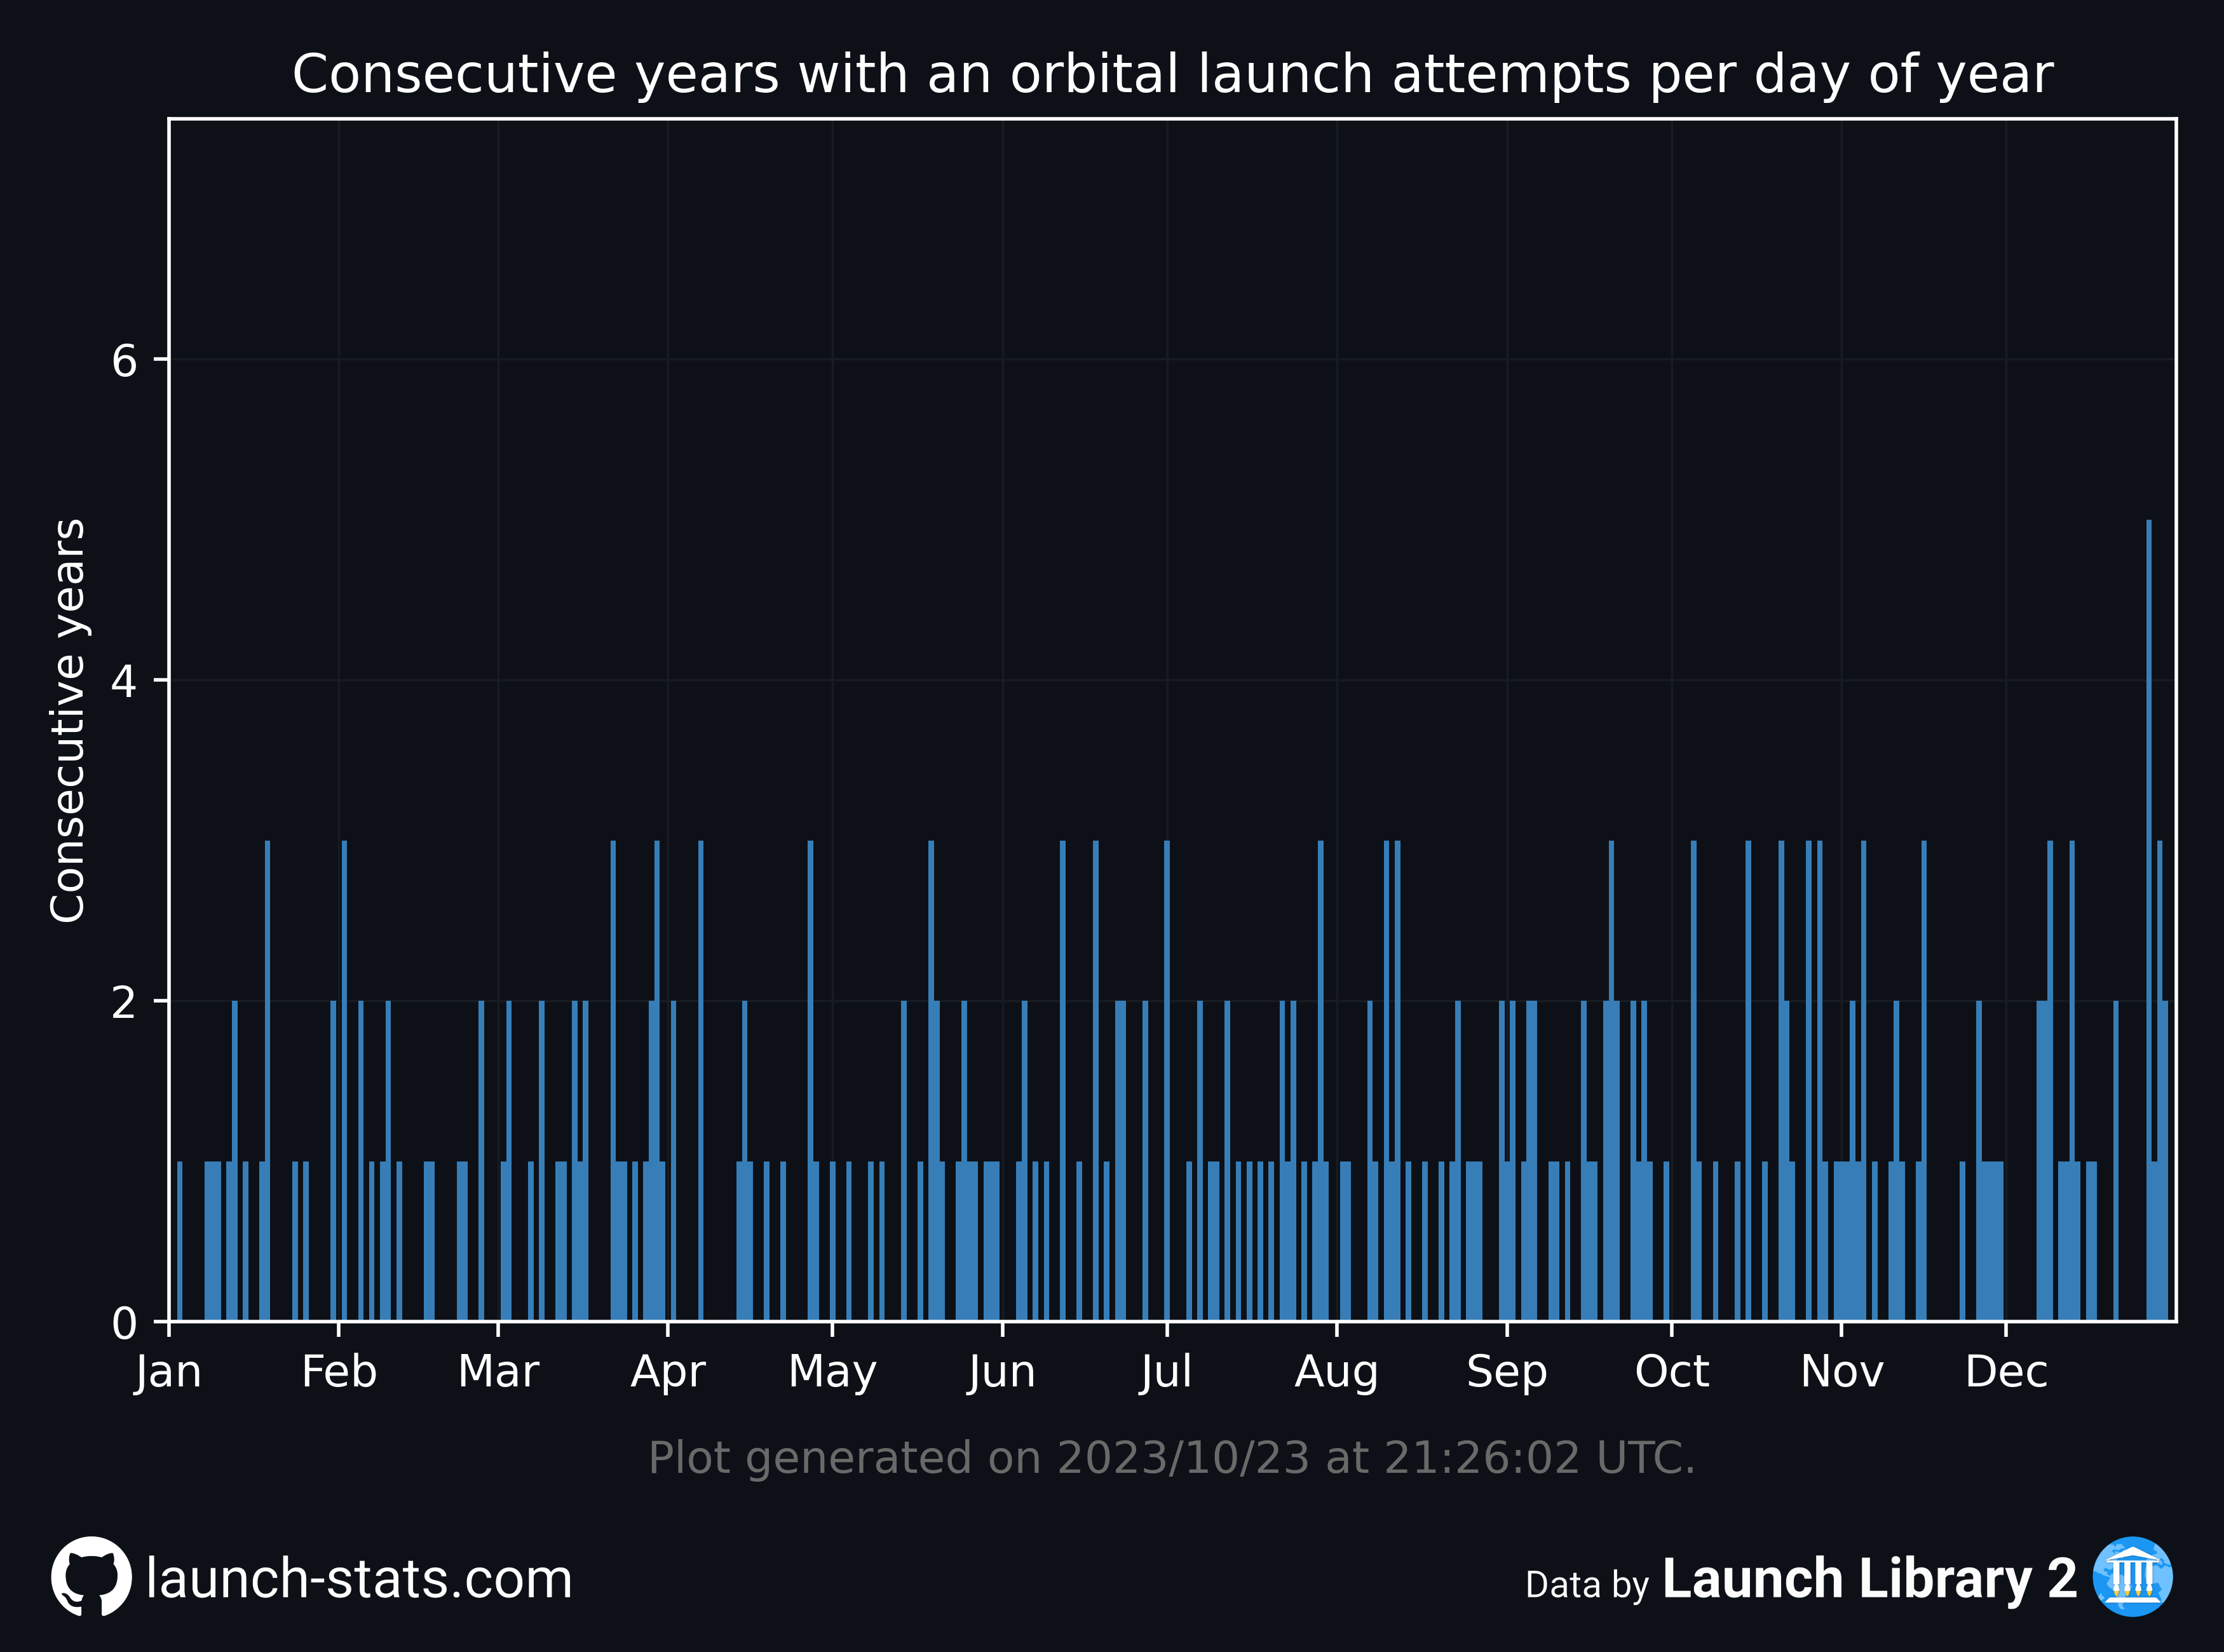 Consecutive years with an orbital launch attempts per day of year
Consecutive years
6
4
2
0
Jan Feb Mar Apr May Jun Jul Aug Sep Oct Nov Dec
Plot generated on 2023/10/23 at 21:26:02 UTC.
launch-stats.com
Data by Launch Library 2